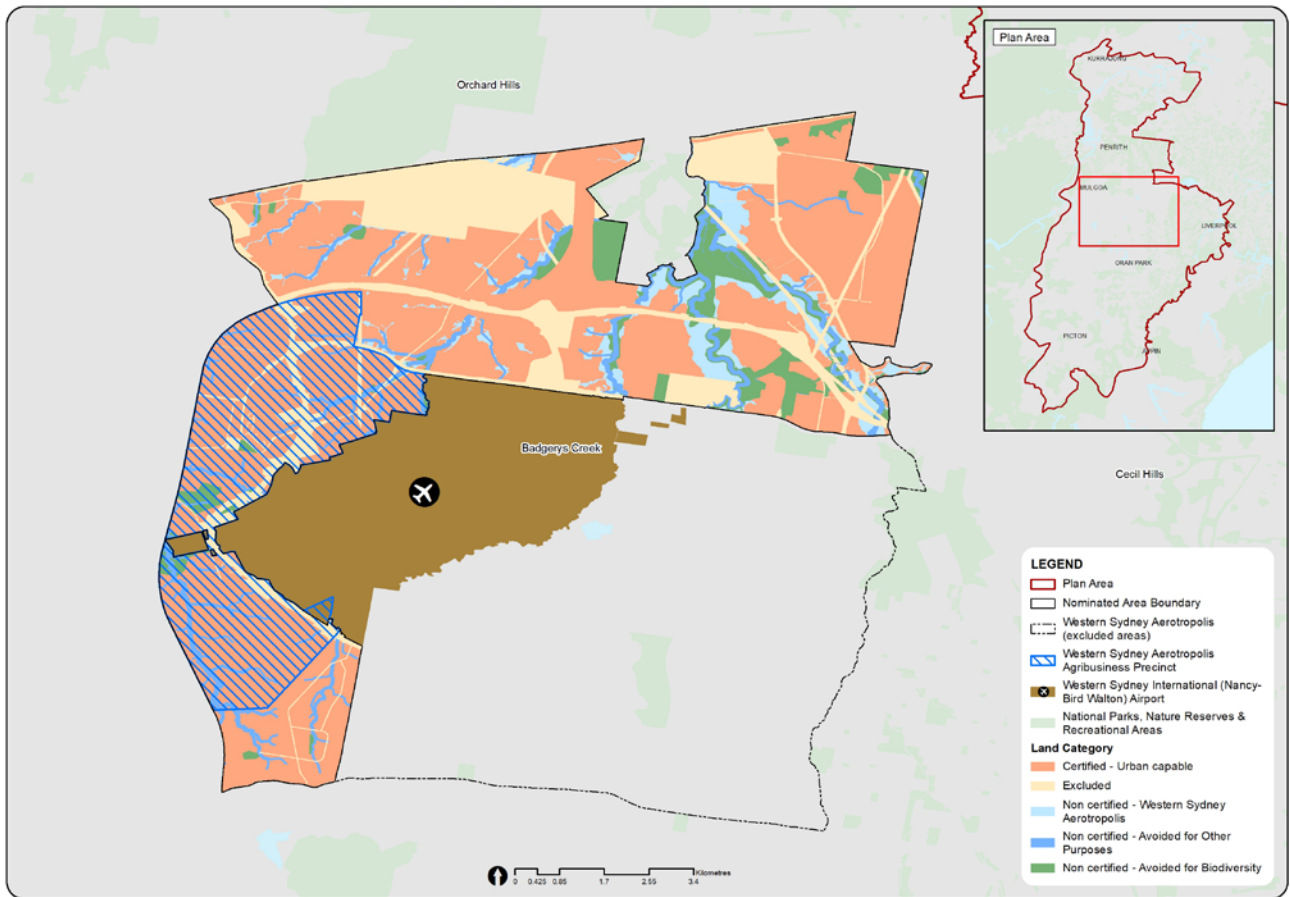 Orchard Hills
Badgerys Creek
Cecil Hills
Plan Area
KURRAJONG
PENRITH
MULGOA
LIVERPOOL
ORAN PARK
PICTON
APPIN
LEGEND
Plan Area
Nominated Area Boundary
Western Sydney Aerotropolis
(excluded areas)
Western Sydney Aerotropolis
Agribusiness Precinct
Western Sydney International (Nancy-
Bird Walton) Airport
National Parks, Nature Reserves &
Recreational Areas
Land Category
Certified - Urban capable
Excluded
Non certified - Western Sydney
Aerotropolis
Non certified - Avoided for Other
Purposes
Non certified - Avoided for Biodiversity
Kilometres
0 0.425 0.85 1.7 2.55 3.4